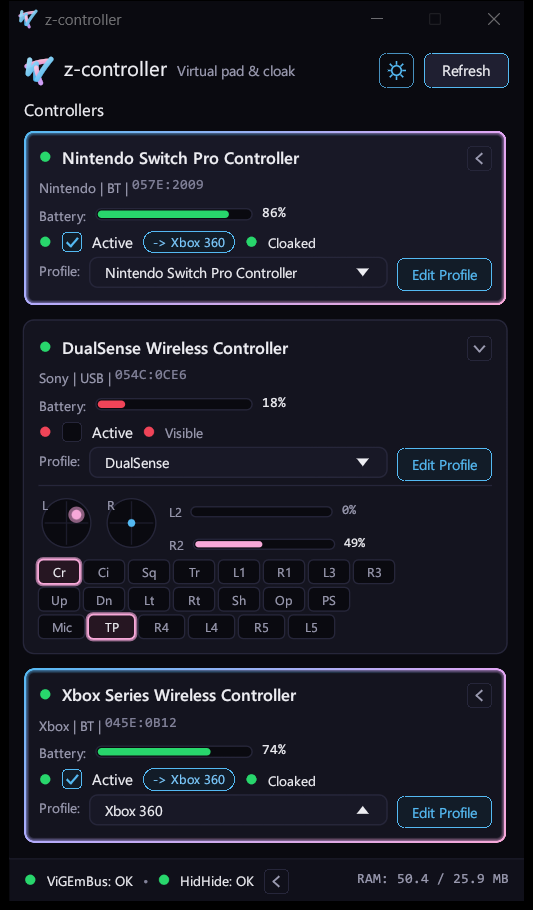 z-controller
z-controller Virtual pad & cloak Refresh
Controllers
Nintendo Switch Pro Controller
Nintendo | BT | 057E:2009
Battery: 86%
Active -> Xbox 360 Cloaked
Profile: Nintendo Switch Pro Controller Edit Profile
DualSense Wireless Controller
Sony | USB | 054C:0CE6
Battery: 18%
Active Visible
Profile: DualSense Edit Profile
L R L2 0%
R2 49%
Cr Ci Sq Tr L1 R1 L3 R3
Up Dn Lt Rt Sh Op PS
Mic TP R4 L4 R5 L5
Xbox Series Wireless Controller
Xbox | BT | 045E:0B12
Battery: 74%
Active -> Xbox 360 Cloaked
Profile: Xbox 360 Edit Profile
ViGEmBus: OK • HidHide: OK RAM: 50.4 / 25.9 MB